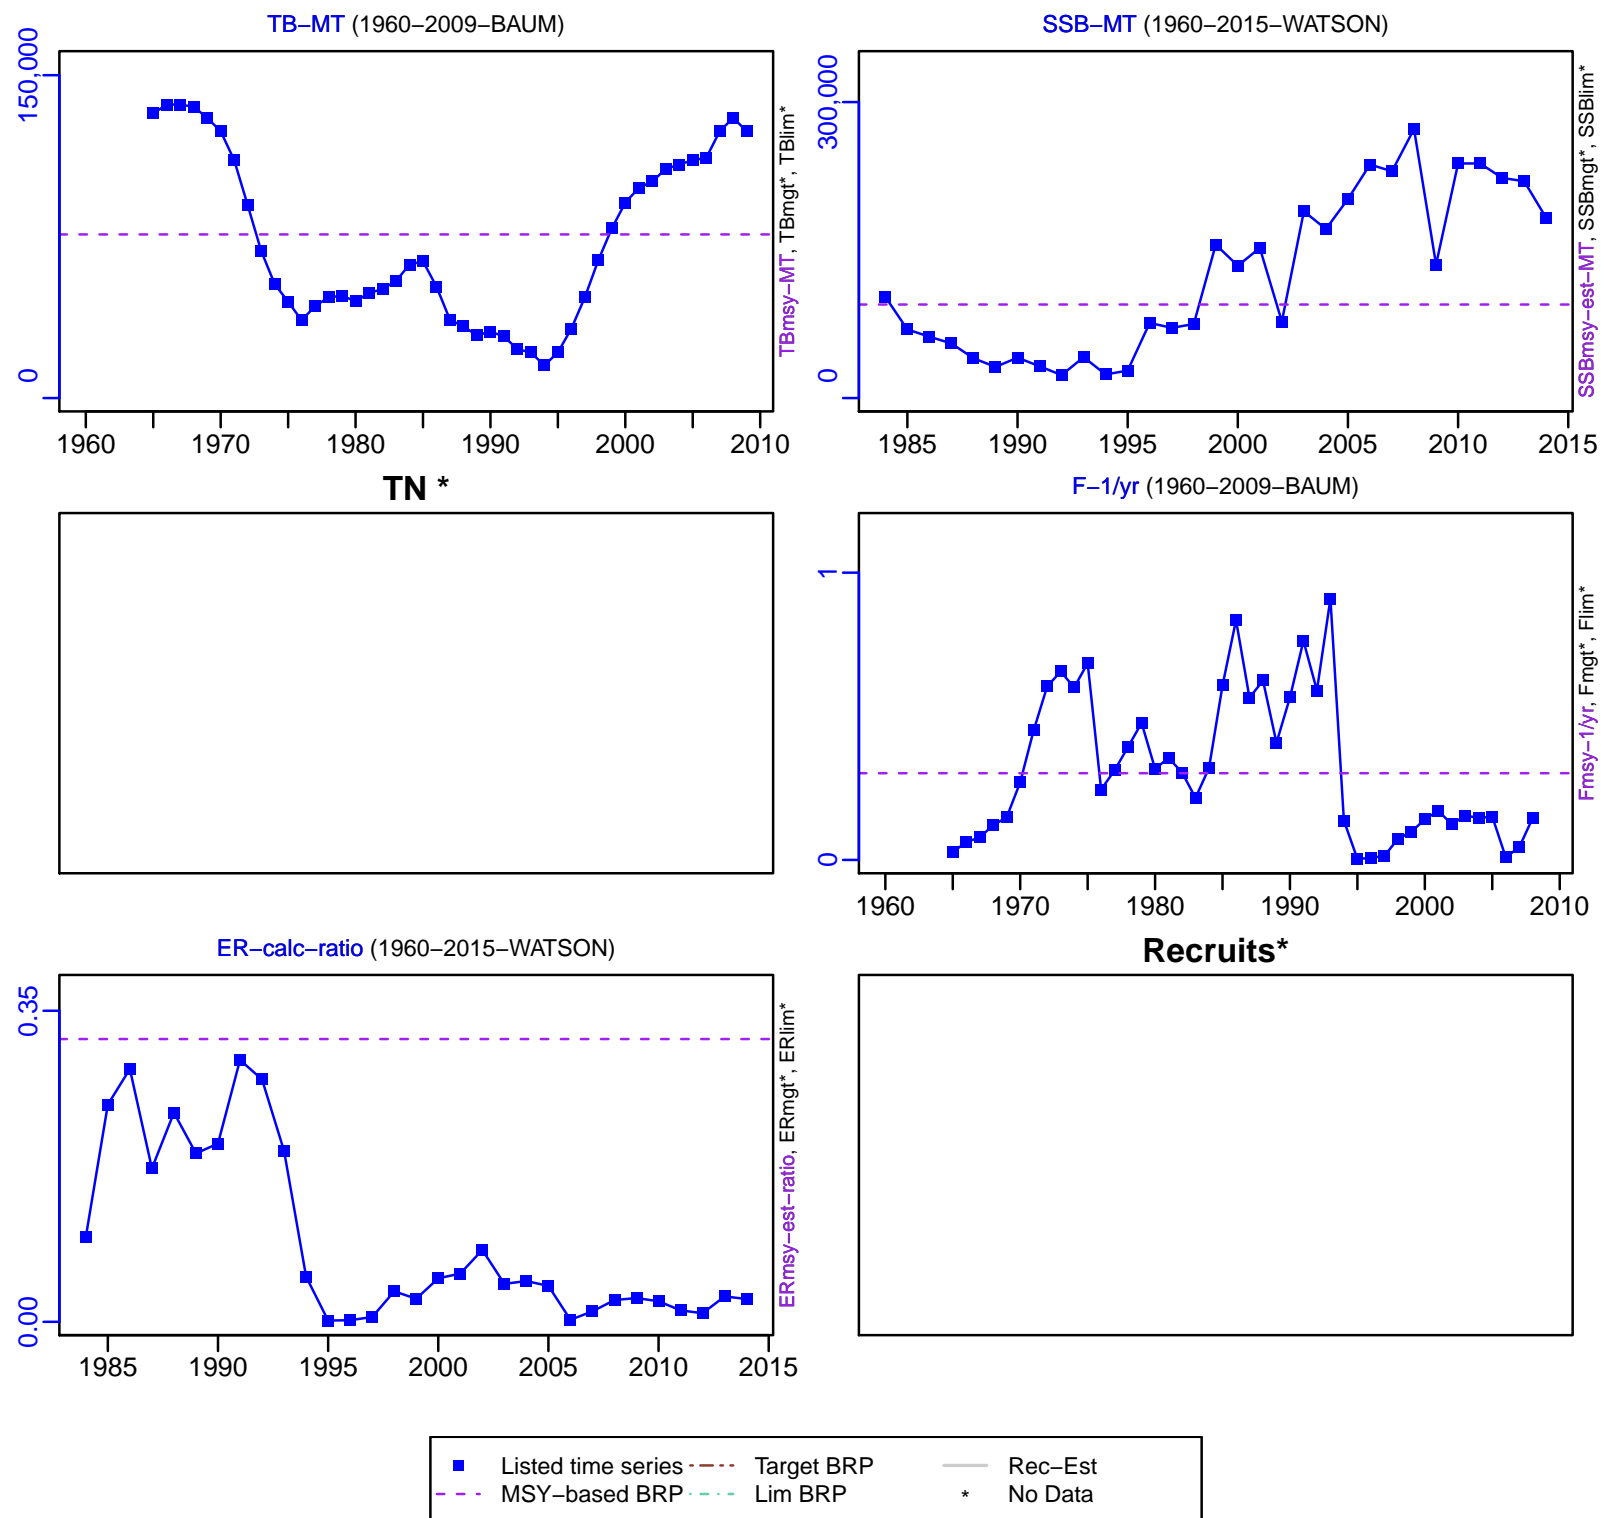 TB−MT (1960−2009−BAUM)
150,000
0
1960 1970 1980 1990 2000 2010
TBmsy−MT, TBmgt*, TBlim*
SSB−MT (1960−2015−WATSON)
300,000
0
1985 1990 1995 2000 2005 2010 2015
SSBmsy−est−MT, SSBmgt*, SSBlim*
TN *
F−1/yr (1960−2009−BAUM)
1
0
1960 1970 1980 1990 2000 2010
Fmsy−1/yr, Fmgt*, Flim*
ER−calc−ratio (1960−2015−WATSON)
0.35
0.00
1985 1990 1995 2000 2005 2010 2015
ERmsy−est−ratio, ERmgt*, ERlim*
Recruits*
Listed time series Target BRP Rec−Est
MSY−based BRP Lim BRP * No Data